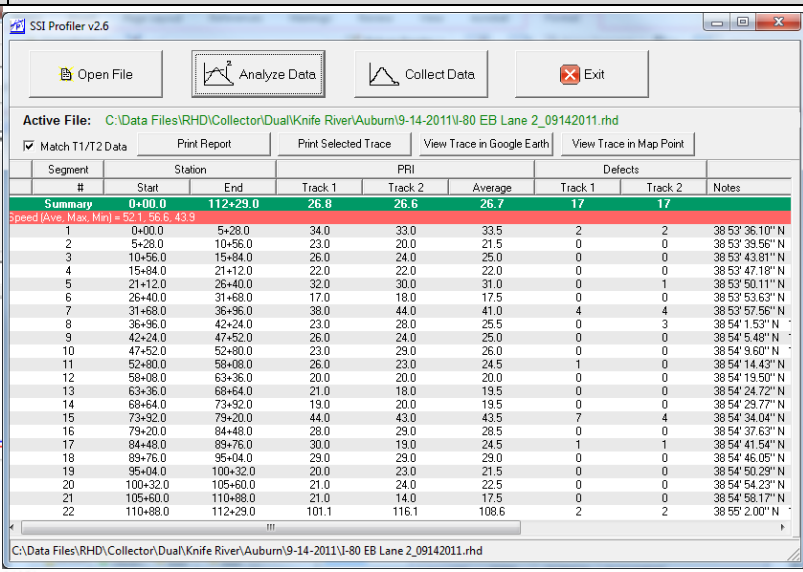 SSI Profiler v2.6
Open File Analyze Data Collect Data Exit
Active File: C:\Data Files\RHD\Collector\Dual\Knife River\Auburn\9-14-2011\I-80 EB Lane 2_09142011.rhd
Match T1/T2 Data Print Report Print Selected Trace View Trace in Google Earth View Trace in Map Point
Segment Station PRI Defects
# Start End Track 1 Track 2 Average Track 1 Track 2 Notes
Summary 0+00.0 112+29.0 26.8 26.6 26.7 17 17
Speed (Ave, Max, Min) = 52.1, 56.6, 43.9
1 0+00.0 5+28.0 34.0 33.0 33.5 2 2 38 53' 36.10'' N
2 5+28.0 10+56.0 23.0 20.0 21.5 0 0 38 53' 39.56'' N
3 10+56.0 15+84.0 26.0 24.0 25.0 0 0 38 53' 43.81'' N
4 15+84.0 21+12.0 22.0 22.0 22.0 0 0 38 53' 47.18'' N
5 21+12.0 26+40.0 32.0 30.0 31.0 0 1 38 53' 50.11'' N
6 26+40.0 31+68.0 17.0 18.0 17.5 0 0 38 53' 53.63'' N
7 31+68.0 36+96.0 38.0 44.0 41.0 4 4 38 53' 57.56'' N
8 36+96.0 42+24.0 23.0 28.0 25.5 0 3 38 54' 1.53'' N
9 42+24.0 47+52.0 26.0 24.0 25.0 0 0 38 54' 5.48'' N
10 47+52.0 52+80.0 23.0 29.0 26.0 0 0 38 54' 9.60'' N
11 52+80.0 58+08.0 26.0 23.0 24.5 1 0 38 54' 14.43'' N
12 58+08.0 63+36.0 20.0 20.0 20.0 0 0 38 54' 19.50'' N
13 63+36.0 68+64.0 21.0 18.0 19.5 0 0 38 54' 24.72'' N
14 68+64.0 73+92.0 19.0 20.0 19.5 0 0 38 54' 29.77'' N
15 73+92.0 79+20.0 44.0 43.0 43.5 7 4 38 54' 34.04'' N
16 79+20.0 84+48.0 28.0 29.0 28.5 0 0 38 54' 37.63'' N
17 84+48.0 89+76.0 30.0 19.0 24.5 1 1 38 54' 41.54'' N
18 89+76.0 95+04.0 29.0 29.0 29.0 0 0 38 54' 46.05'' N
19 95+04.0 100+32.0 20.0 23.0 21.5 0 0 38 54' 50.29'' N
20 100+32.0 105+60.0 21.0 24.0 22.5 0 0 38 54' 54.23'' N
21 105+60.0 110+88.0 21.0 14.0 17.5 0 0 38 54' 58.17'' N
22 110+88.0 112+29.0 101.1 116.1 108.6 2 2 38 55' 2.00'' N
C:\Data Files\RHD\Collector\Dual\Knife River\Auburn\9-14-2011\I-80 EB Lane 2_09142011.rhd